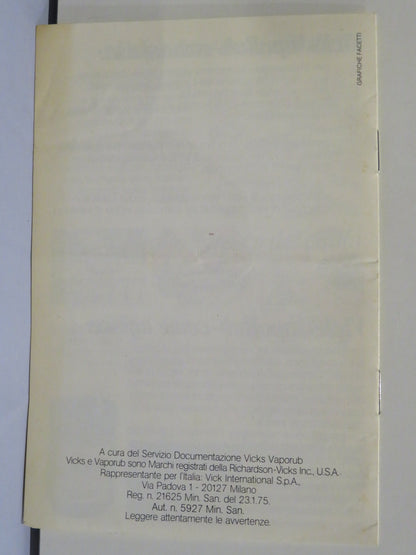 GRAFICHE FACETTI
A cura del Servizio Documentazione Vicks Vaporub
Vicks e Vaporub sono Marchi registrati della Richardson-Vicks Inc., U.S.A.
Rappresentante per l'Italia: Vick International S.p.A.,
Via Padova 1 - 20127 Milano
Reg. n. 21625 Min. San. del 23.1.75.
Aut. n. 5927 Min. San.
Leggere attentamente le avvertenze.